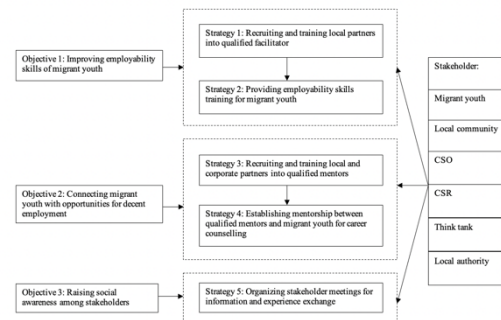 Strategy 1: Recruiting and training local partners
into qualified facilitator
Objective 1: Improving employability
skills of migrant youth
Strategy 2: Providing employability skills
training for migrant youth
Strategy 3: Recruiting and training local and
corporate partners into qualified mentors
Objective 2: Connecting migrant
youth with opportunities for decent
employment
Strategy 4: Establishing mentorship between
qualified mentors and migrant youth for career
counselling
Objective 3: Raising social
awareness among stakeholders
Strategy 5: Organizing stakeholder meetings for
information and experience exchange
Stakeholder:
Migrant youth
Local community
CSO
CSR
Think tank
Local authority